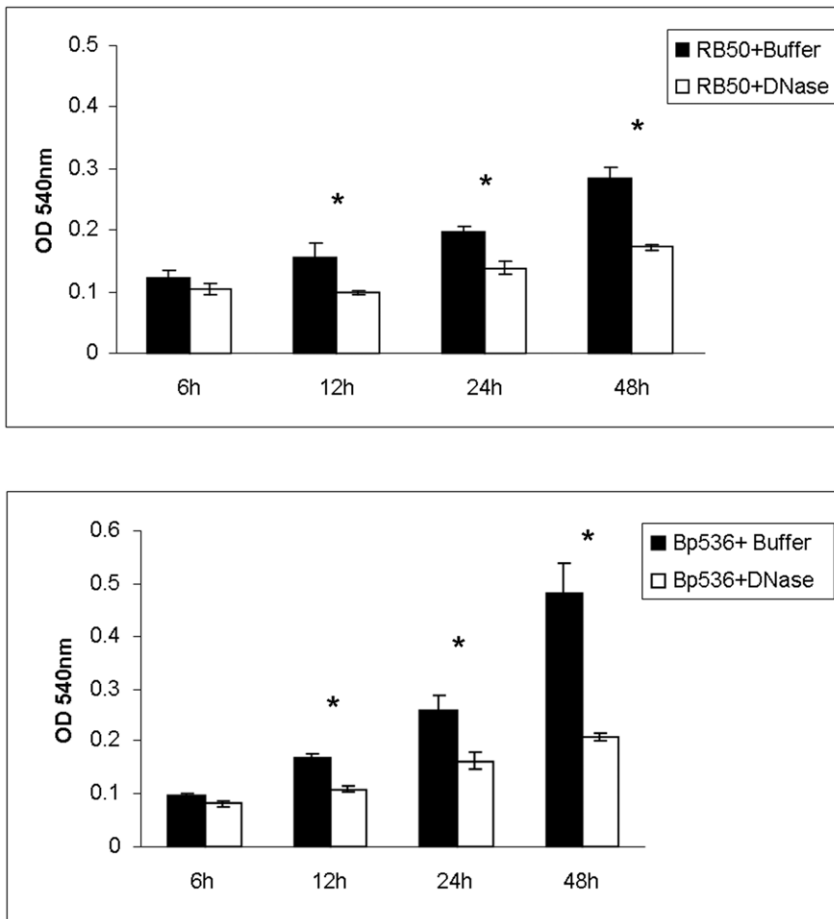 0.5
0.4
0.3
0.2
0.1
0
OD 540nm
RB50+Buffer
RB50+DNase
*
*
*
6h 12h 24h 48h
0.6
0.5
0.4
0.3
0.2
0.1
0
OD 540nm
Bp536+ Buffer
Bp536+DNase
*
*
*
6h 12h 24h 48h